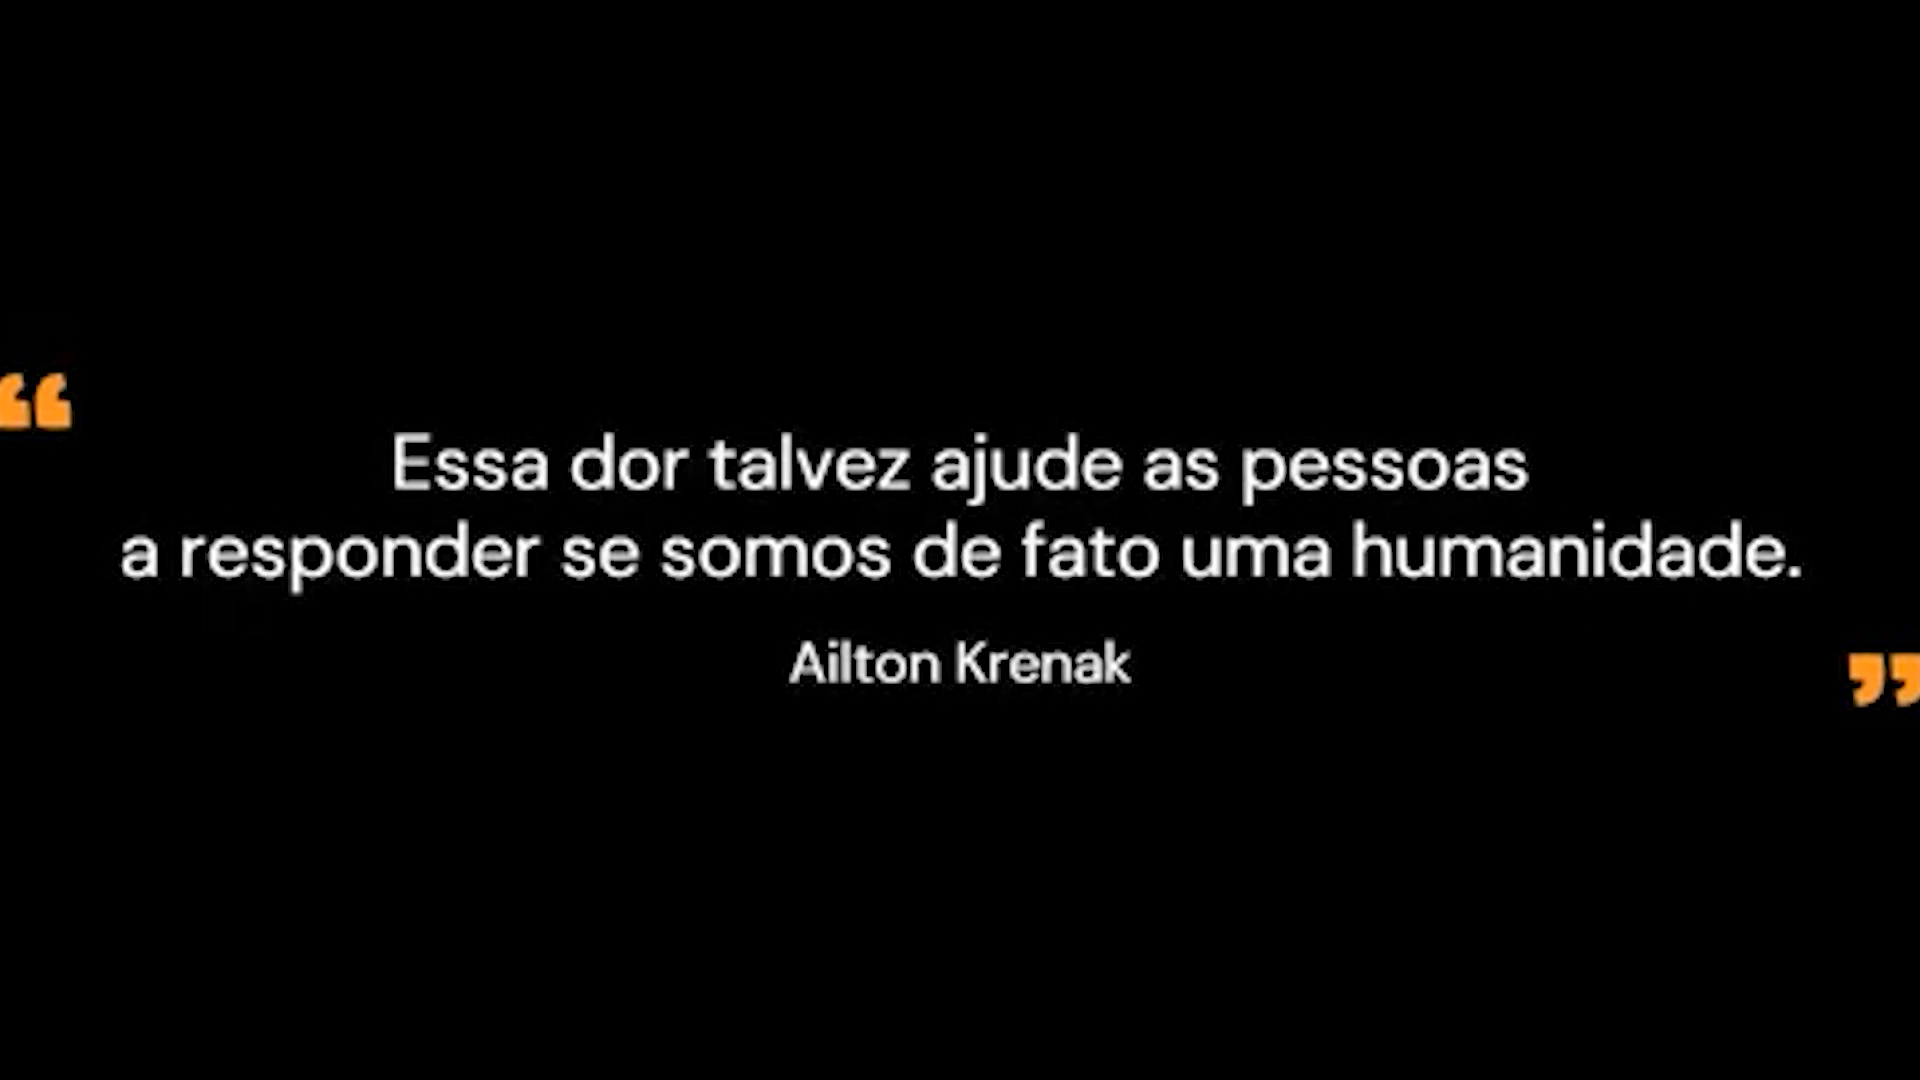 “
Essa dor talvez ajude as pessoas
a responder se somos de fato uma humanidade.
Ailton Krenak
”